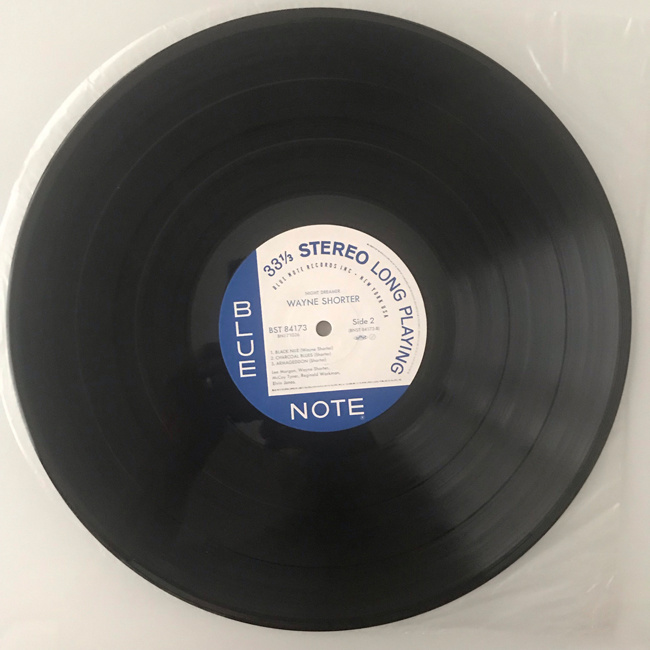 33⅓ STEREO LONG PLAYING
BLUE NOTE RECORDS INC • NEW YORK USA
NIGHT DREAMER
WAYNE SHORTER
BST 84173
Side 2
1. BLACK NILE (Wayne Shorter)
2. CHARCOAL BLUES (Shorter)
3. ARMAGEDDON (Shorter)
Lee Morgan, Wayne Shorter,
McCoy Tyner, Reginald Workman,
Elvin Jones.
BLUE
NOTE